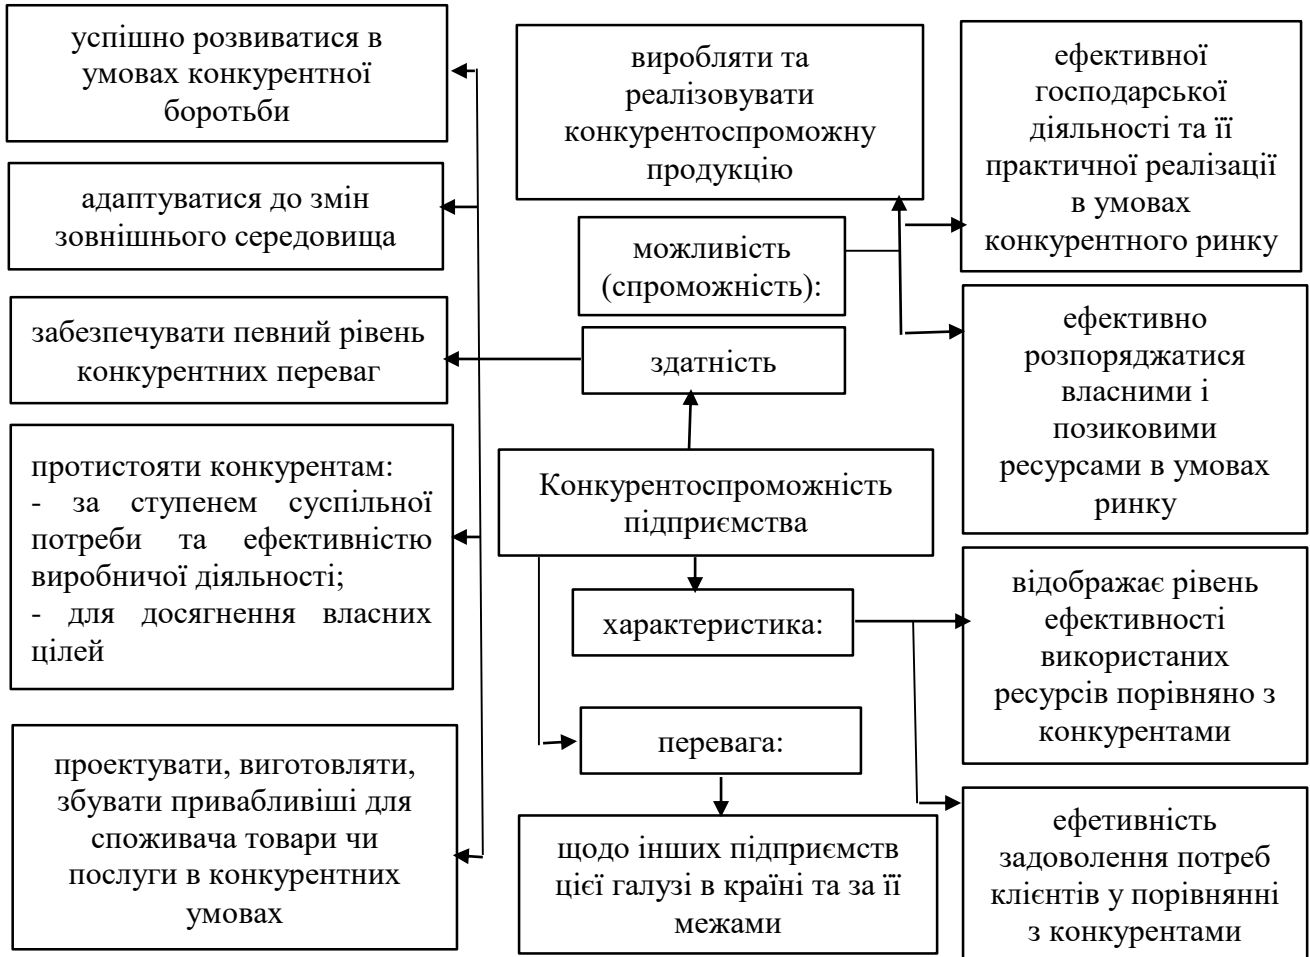 успішно розвиватися в
умовах конкурентної
боротьби
адаптуватися до змін
зовнішнього середовища
забезпечувати певний рівень
конкурентних переваг
протистояти конкурентам:
- за ступенем суспільної
потреби та ефективністю
виробничої діяльності;
- для досягнення власних
цілей
проектувати, виготовляти,
збувати привабливіші для
споживача товари чи
послуги в конкурентних
умовах
виробляти та
реалізовувати
конкурентоспроможну
продукцію
можливість
(спроможність):
здатність
Конкурентоспроможність
підприємства
характеристика:
перевага:
щодо інших підприємств
цієї галузі в країні та за її
межами
ефективної
господарської
діяльності та її
практичної реалізації
в умовах
конкурентного ринку
ефективно
розпоряджатися
власними і
позиковими
ресурсами в умовах
ринку
відображає рівень
ефективності
використаних
ресурсів порівняно з
конкурентами
ефетивність
задоволення потреб
клієнтів у порівнянні
з конкурентами